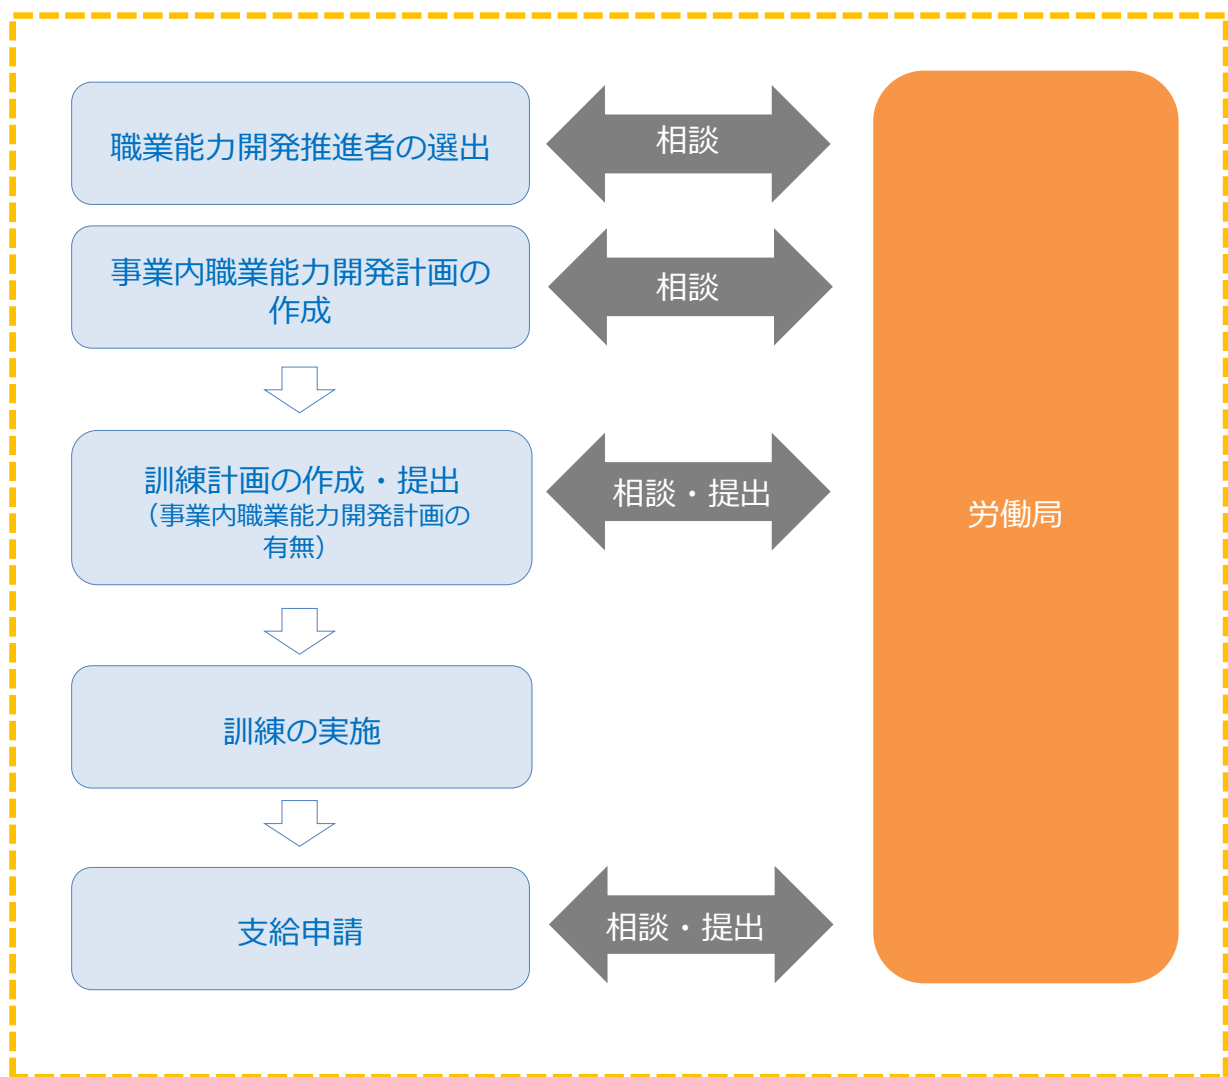 職業能力開発推進者の選出
相談
事業内職業能力開発計画の
作成
相談
訓練計画の作成・提出
（事業内職業能力開発計画の
有無）
相談・提出
労働局
訓練の実施
支給申請
相談・提出